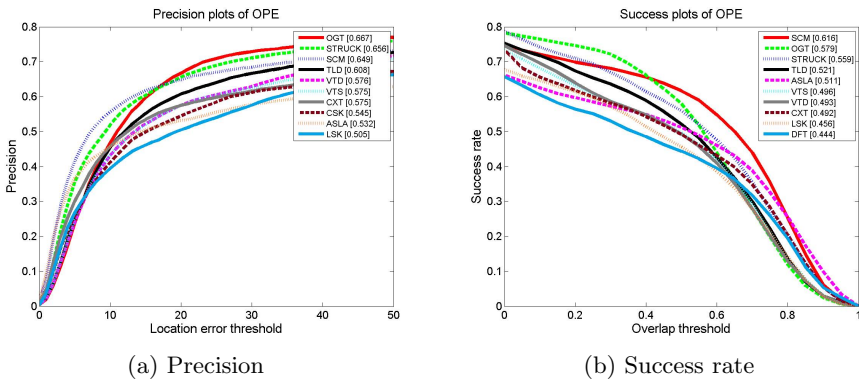 Precision plots of OPE
0.8
0.7
0.6
0.5
0.4
0.3
0.2
0.1
0
Precision
0 10 20 30 40 50
Location error threshold
OGT [0.667]
STRUCK [0.656]
SCM [0.649]
TLD [0.608]
VTD [0.576]
VTS [0.575]
CXT [0.575]
CSK [0.545]
ASLA [0.532]
LSK [0.505]
(a) Precision
Success plots of OPE
0.8
0.7
0.6
0.5
0.4
0.3
0.2
0.1
0
Success rate
0 0.2 0.4 0.6 0.8 1
Overlap threshold
SCM [0.616]
OGT [0.579]
STRUCK [0.559]
TLD [0.521]
ASLA [0.511]
VTS [0.496]
VTD [0.493]
CXT [0.492]
LSK [0.456]
DFT [0.444]
(b) Success rate